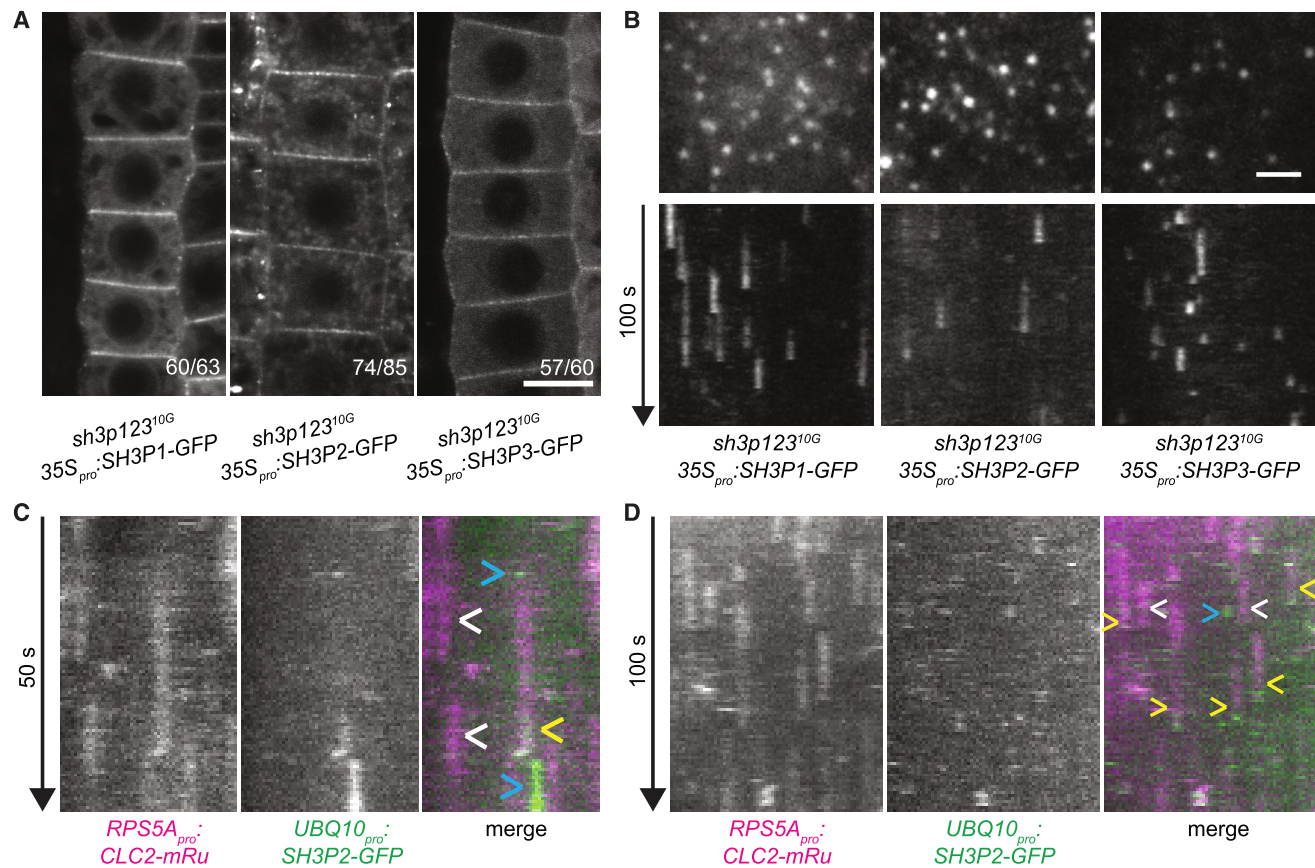 A
60/63
74/85
57/60
sh3p123^10G
35S_pro:SH3P1-GFP
sh3p123^10G
35S_pro:SH3P2-GFP
sh3p123^10G
35S_pro:SH3P3-GFP
B
100 s
sh3p123^10G
35S_pro:SH3P1-GFP
sh3p123^10G
35S_pro:SH3P2-GFP
sh3p123^10G
35S_pro:SH3P3-GFP
C
50 s
RPS5A_pro:
CLC2-mRu
UBQ10_pro:
SH3P2-GFP
merge
D
100 s
RPS5A_pro:
CLC2-mRu
UBQ10_pro:
SH3P2-GFP
merge